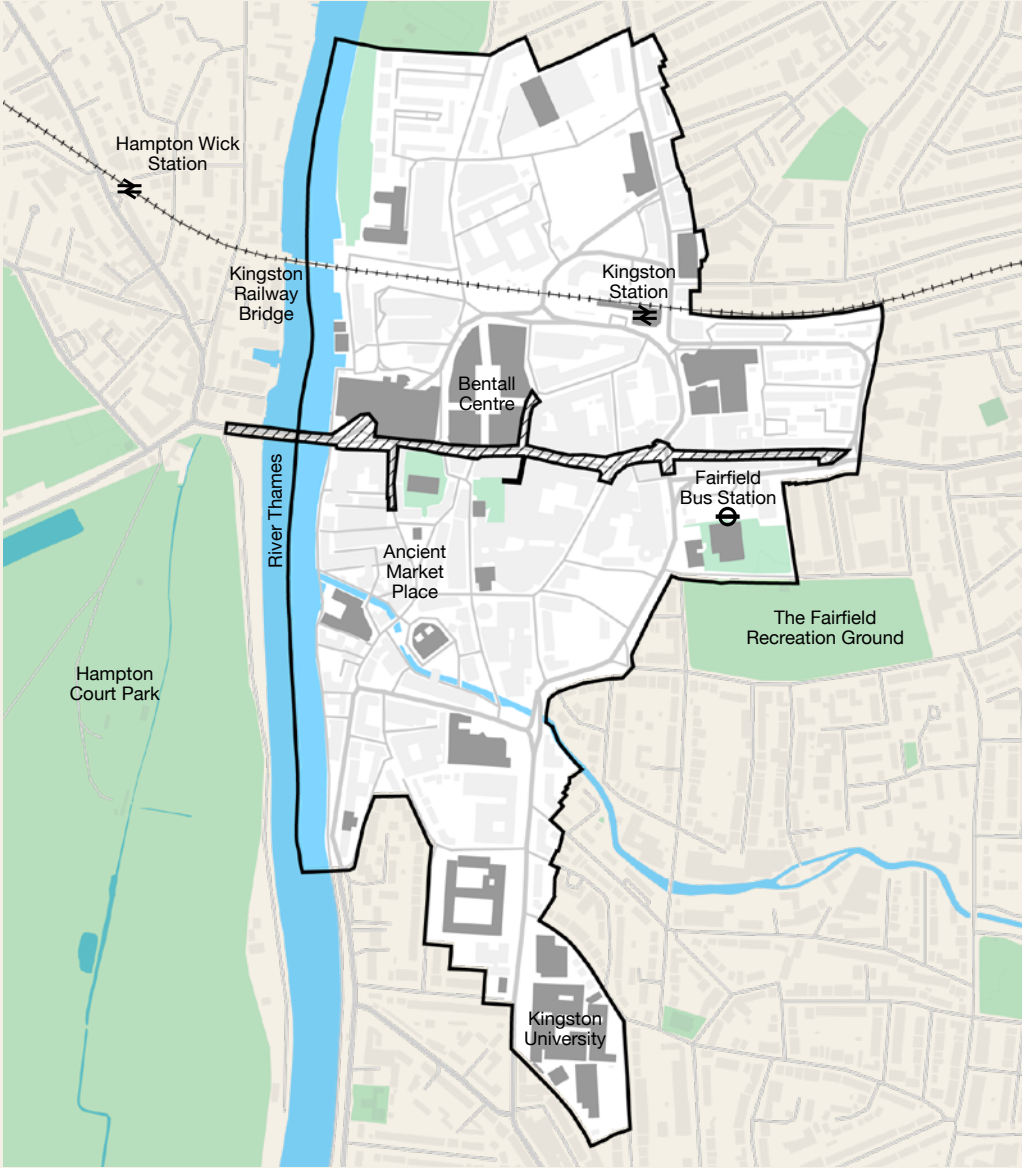 Hampton Wick
Station
Kingston
Railway
Bridge
Kingston
Station
Bentall
Centre
River Thames
Fairfield
Bus Station
Ancient
Market
Place
The Fairfield
Recreation Ground
Hampton
Court Park
Kingston
University